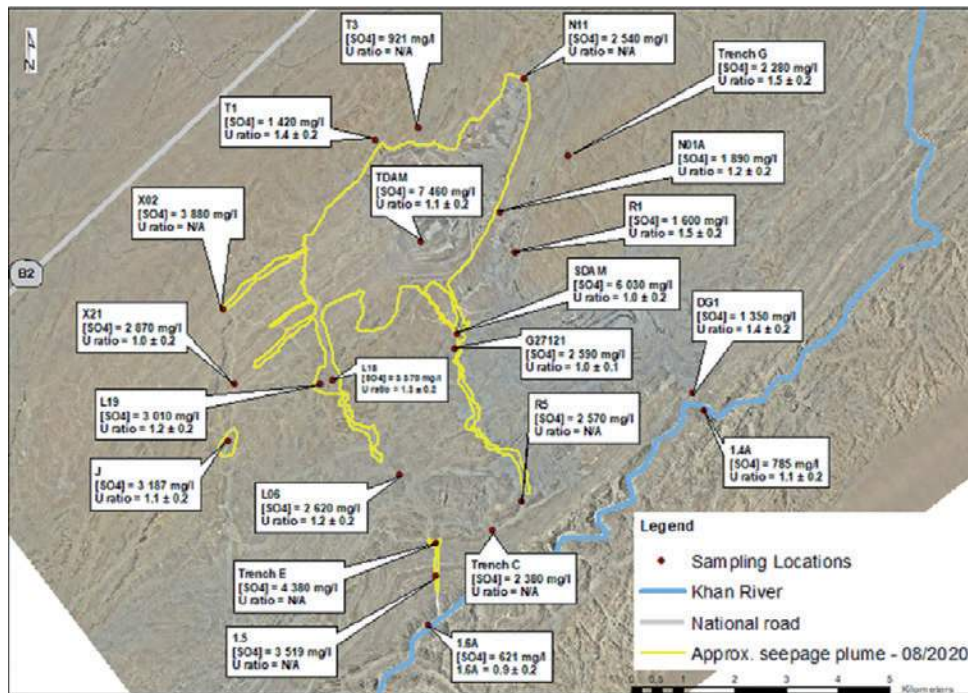 N
T3
[SO4] = 921 mg/l
U ratio = N/A
N11
[SO4] = 2 540 mg/l
U ratio = N/A
Trench G
[SO4] = 2 280 mg/l
U ratio = 1.5 ± 0.2
T1
[SO4] = 1 420 mg/l
U ratio = 1.4 ± 0.2
N01A
[SO4] = 1 890 mg/l
U ratio = 1.2 ± 0.2
TDAM
[SO4] = 7 460 mg/l
U ratio = 1.1 ± 0.2
X02
[SO4] = 3 880 mg/l
U ratio = N/A
R1
[SO4] = 1 600 mg/l
U ratio = 1.5 ± 0.2
B2
SDAM
[SO4] = 6 030 mg/l
U ratio = 1.0 ± 0.2
DG1
[SO4] = 1 350 mg/l
U ratio = 1.4 ± 0.2
X21
[SO4] = 2 870 mg/l
U ratio = 1.0 ± 0.2
G27121
[SO4] = 2 590 mg/l
U ratio = 1.0 ± 0.1
L18
[SO4] = 570 mg/l
U ratio = 1.3 ± 0.2
L19
[SO4] = 3 010 mg/l
U ratio = 1.2 ± 0.2
R5
[SO4] = 2 570 mg/l
U ratio = N/A
1.4A
[SO4] = 785 mg/l
U ratio = 1.1 ± 0.2
J
[SO4] = 3 187 mg/l
U ratio = 1.1 ± 0.2
L06
[SO4] = 2 620 mg/l
U ratio = 1.2 ± 0.2
Trench E
[SO4] = 4 380 mg/l
U ratio = N/A
Trench C
[SO4] = 2 380 mg/l
U ratio = N/A
1.5
[SO4] = 3 519 mg/l
U ratio = N/A
1.6A
[SO4] = 621 mg/l
1.6A = 0.9 ± 0.2
Legend
Sampling Locations
Khan River
National road
Approx. seepage plume - 08/2020
0 1 2 3 4 5
Kilometers